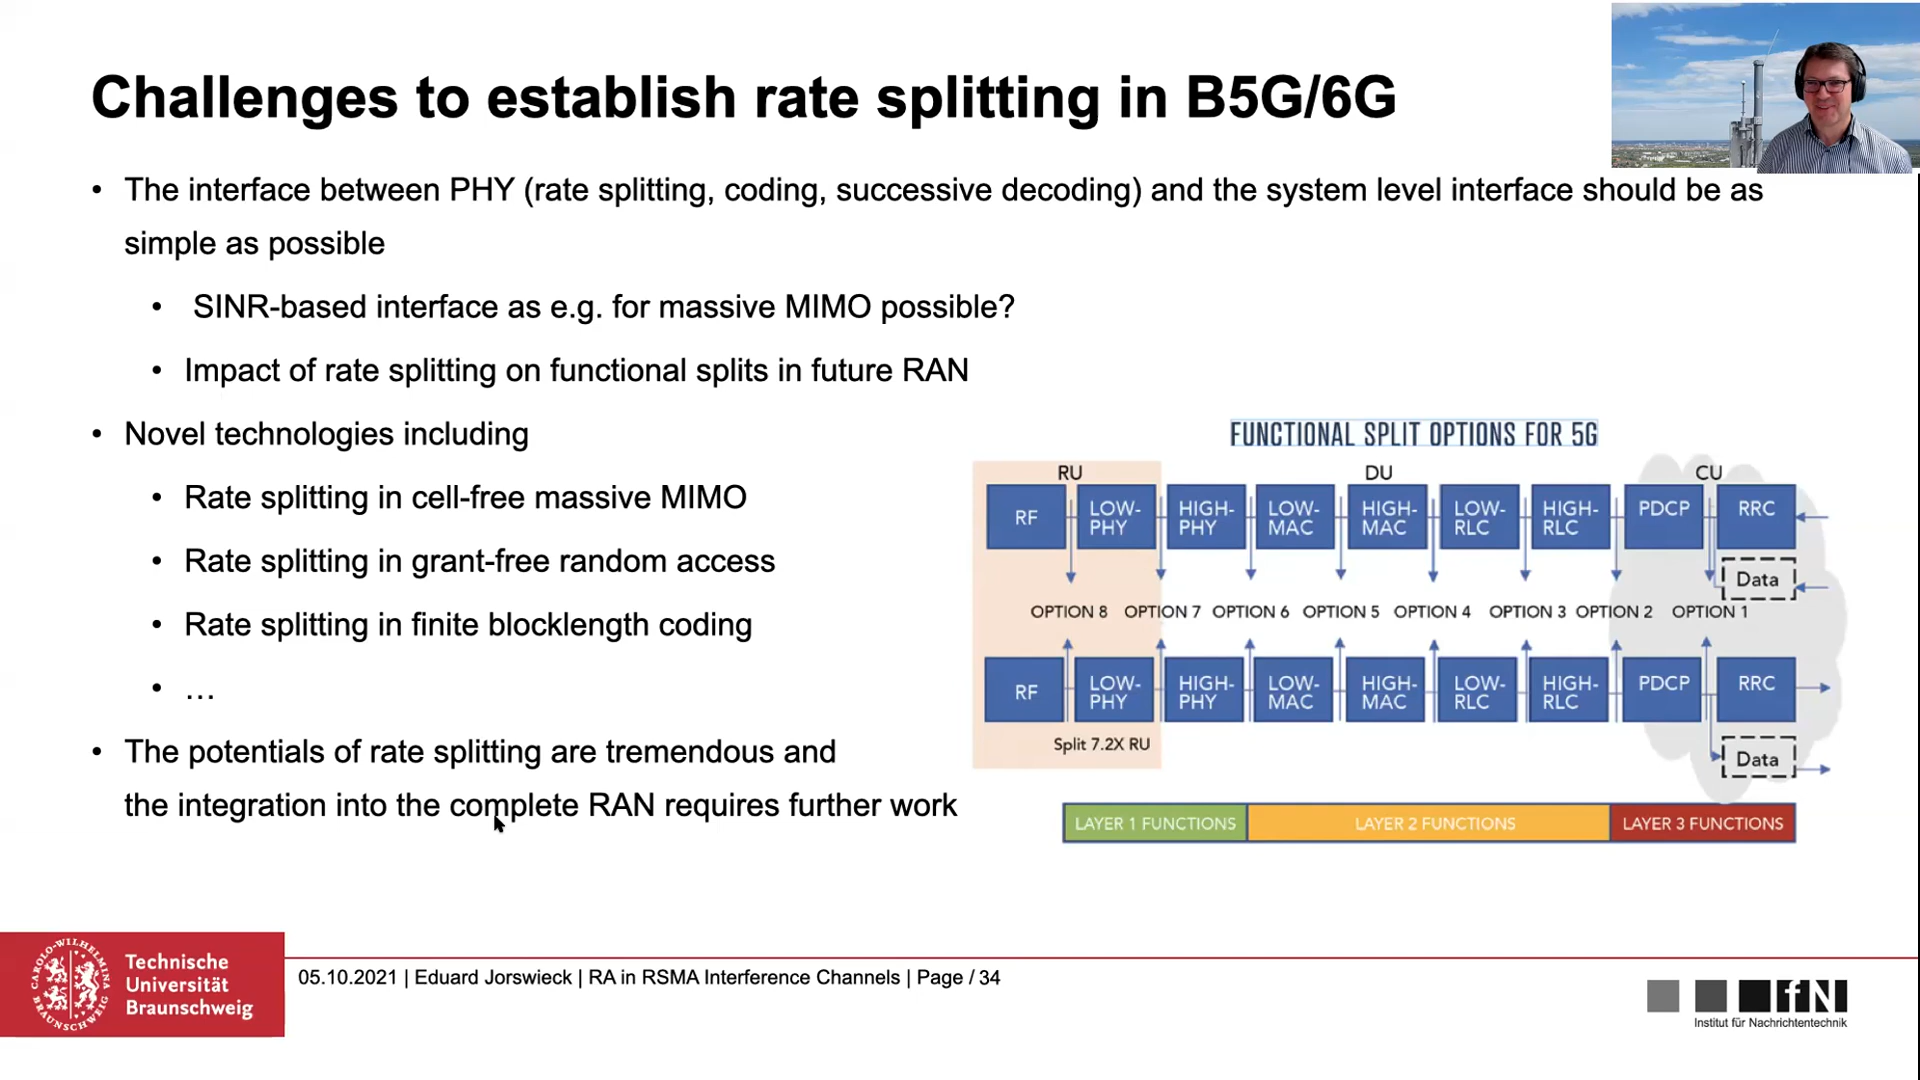 Challenges to establish rate splitting in B5G/6G
• The interface between PHY (rate splitting, coding, successive decoding) and the system level interface should be as
simple as possible
• SINR-based interface as e.g. for massive MIMO possible?
• Impact of rate splitting on functional splits in future RAN
• Novel technologies including
• Rate splitting in cell-free massive MIMO
• Rate splitting in grant-free random access
• Rate splitting in finite blocklength coding
• …
• The potentials of rate splitting are tremendous and
the integration into the complete RAN requires further work
FUNCTIONAL SPLIT OPTIONS FOR 5G
RU DU CU
RF LOW-PHY HIGH-PHY LOW-MAC HIGH-MAC LOW-RLC HIGH-RLC PDCP RRC
Data
OPTION 8 OPTION 7 OPTION 6 OPTION 5 OPTION 4 OPTION 3 OPTION 2 OPTION 1
RF LOW-PHY HIGH-PHY LOW-MAC HIGH-MAC LOW-RLC HIGH-RLC PDCP RRC
Split 7.2X RU
Data
LAYER 1 FUNCTIONS LAYER 2 FUNCTIONS LAYER 3 FUNCTIONS
CAROLO-WILHELMINA
BRAUNSCHWEIG
Technische
Universität
Braunschweig
05.10.2021 | Eduard Jorswieck | RA in RSMA Interference Channels | Page / 34
IfN
Institut für Nachrichtentechnik